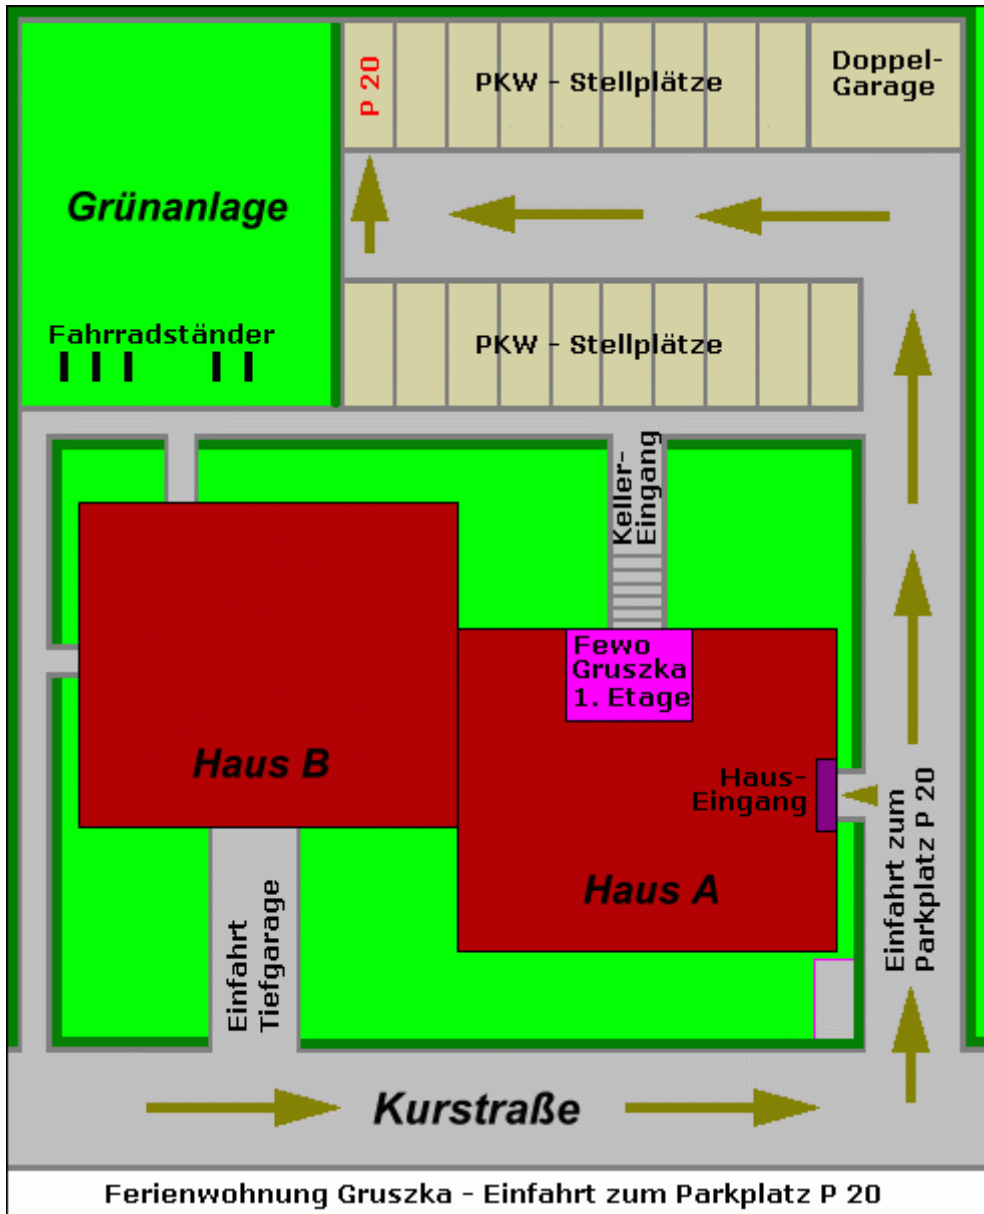 P 20
PKW - Stellplätze
Doppel-
Garage
Grünanlage
Fahrradständer
PKW - Stellplätze
Keller-
Eingang
Fewo
Gruszka
1. Etage
Haus B
Haus-
Eingang
Haus A
Einfahrt zum
Parkplatz P 20
Einfahrt
Tiefgarage
Kurstraße
Ferienwohnung Gruszka - Einfahrt zum Parkplatz P 20